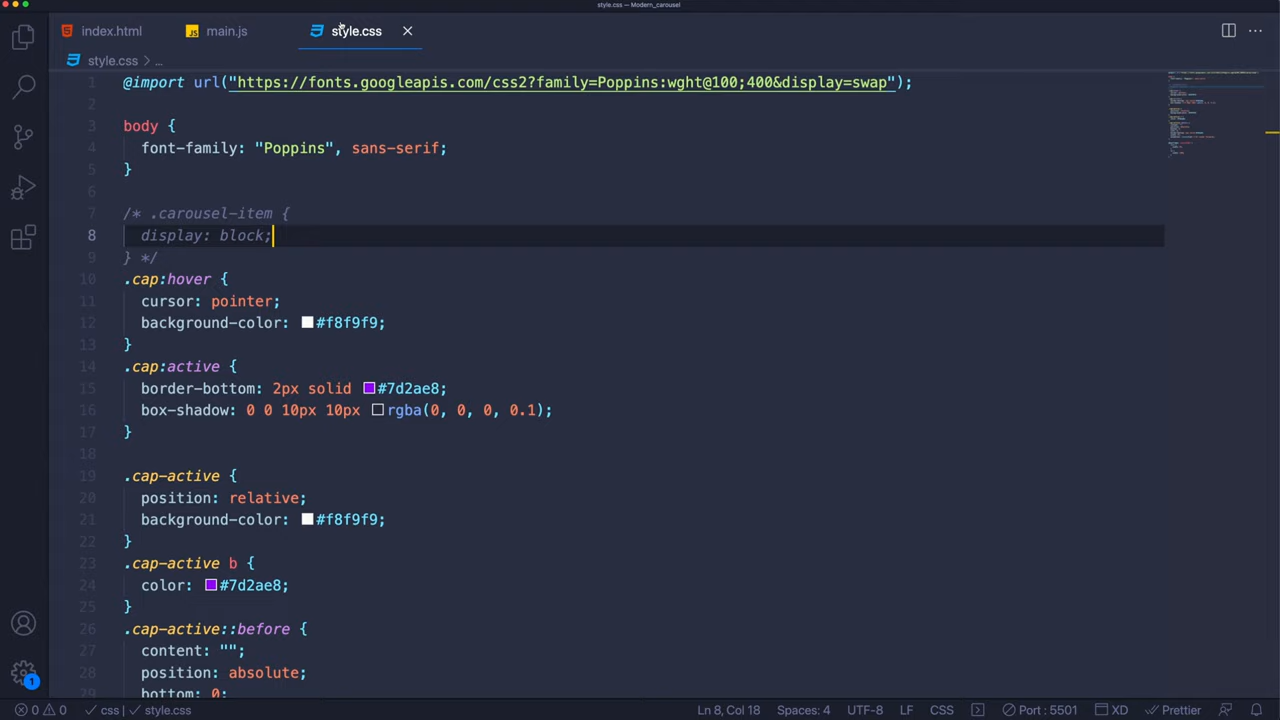 style.css — Modern_carousel
index.html
main.js
style.css
style.css ...
1 @import url("https://fonts.googleapis.com/css2?family=Poppins:wght@100;400&display=swap");
2
3 body {
4 font-family: "Poppins", sans-serif;
5 }
6
7 /* .carousel-item {
8 display: block;
9 } */
10 .cap:hover {
11 cursor: pointer;
12 background-color: #f8f9f9;
13 }
14 .cap:active {
15 border-bottom: 2px solid #7d2ae8;
16 box-shadow: 0 0 10px 10px rgba(0, 0, 0, 0.1);
17 }
18
19 .cap-active {
20 position: relative;
21 background-color: #f8f9f9;
22 }
23 .cap-active b {
24 color: #7d2ae8;
25 }
26 .cap-active::before {
27 content: "";
28 position: absolute;
29 bottom: 0;
1
0 0 css style.css Ln 8, Col 18 Spaces: 4 UTF-8 LF CSS Port : 5501 XD Prettier